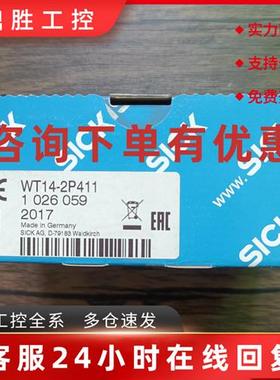 胜工控
实力
支持
免费
咨询下单有优惠
SICK
SICK
CE
WT14-2P411
1 026 059
2017
Made in Germany
SICK AG, D-79183 Waldkirch
EAC
工控全系 多仓速发
客服24小时在线回复